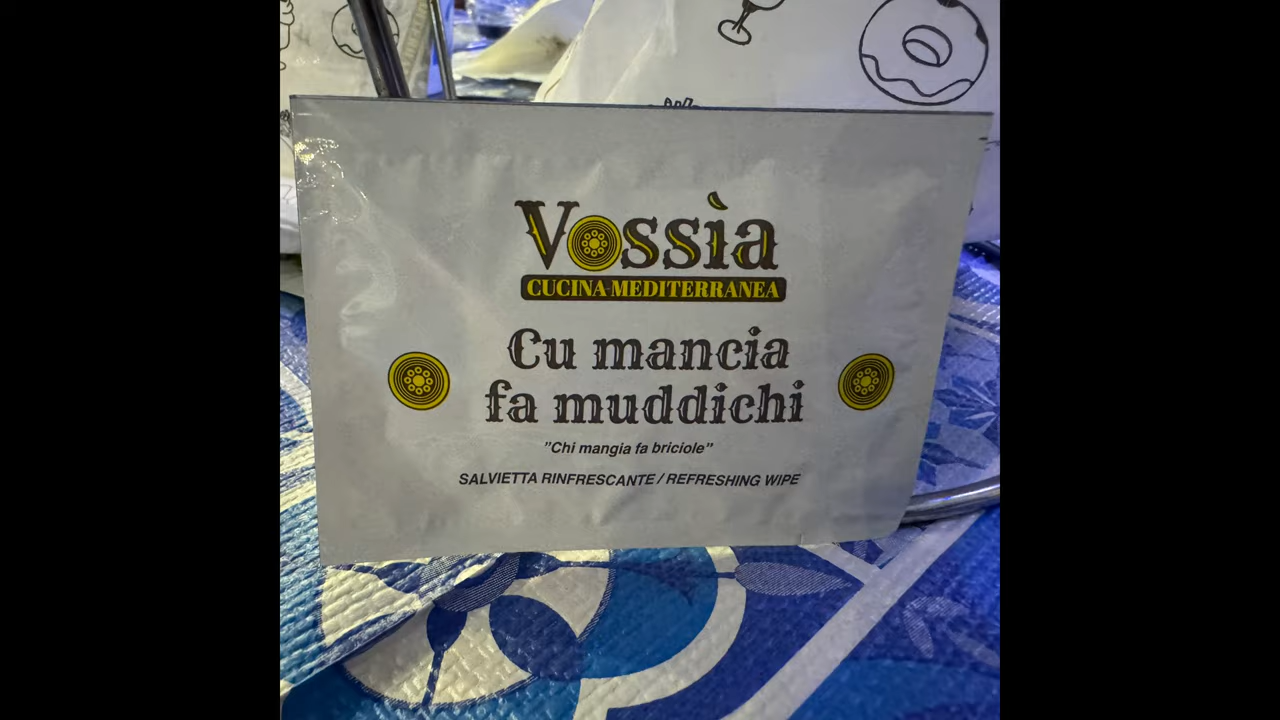 Vossìa
CUCINA MEDITERRANEA
Cu mancia
fa muddichi
"Chi mangia fa briciole"
SALVIETTA RINFRESCANTE / REFRESHING WIPE